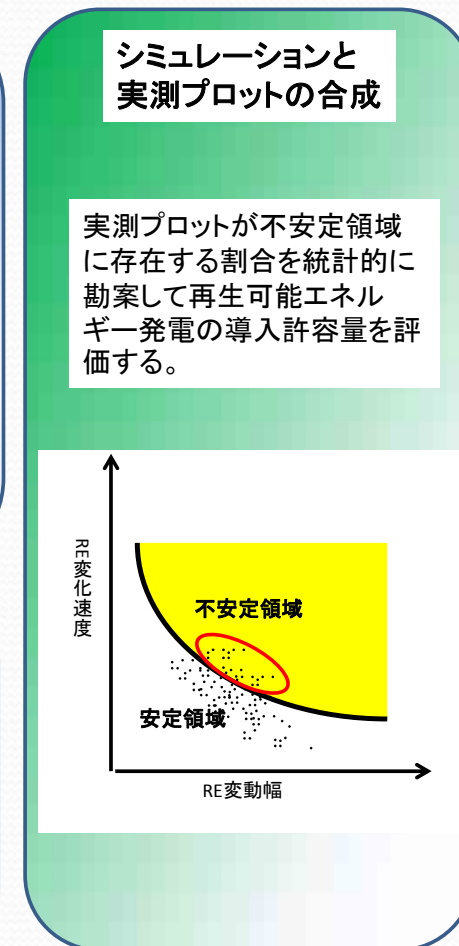 シミュレーションと
実測プロットの合成
実測プロットが不安定領域
に存在する割合を統計的に
勘案して再生可能エネル
ギー発電の導入許容量を評
価する。
RE変化速度
不安定領域
安定領域
RE変動幅